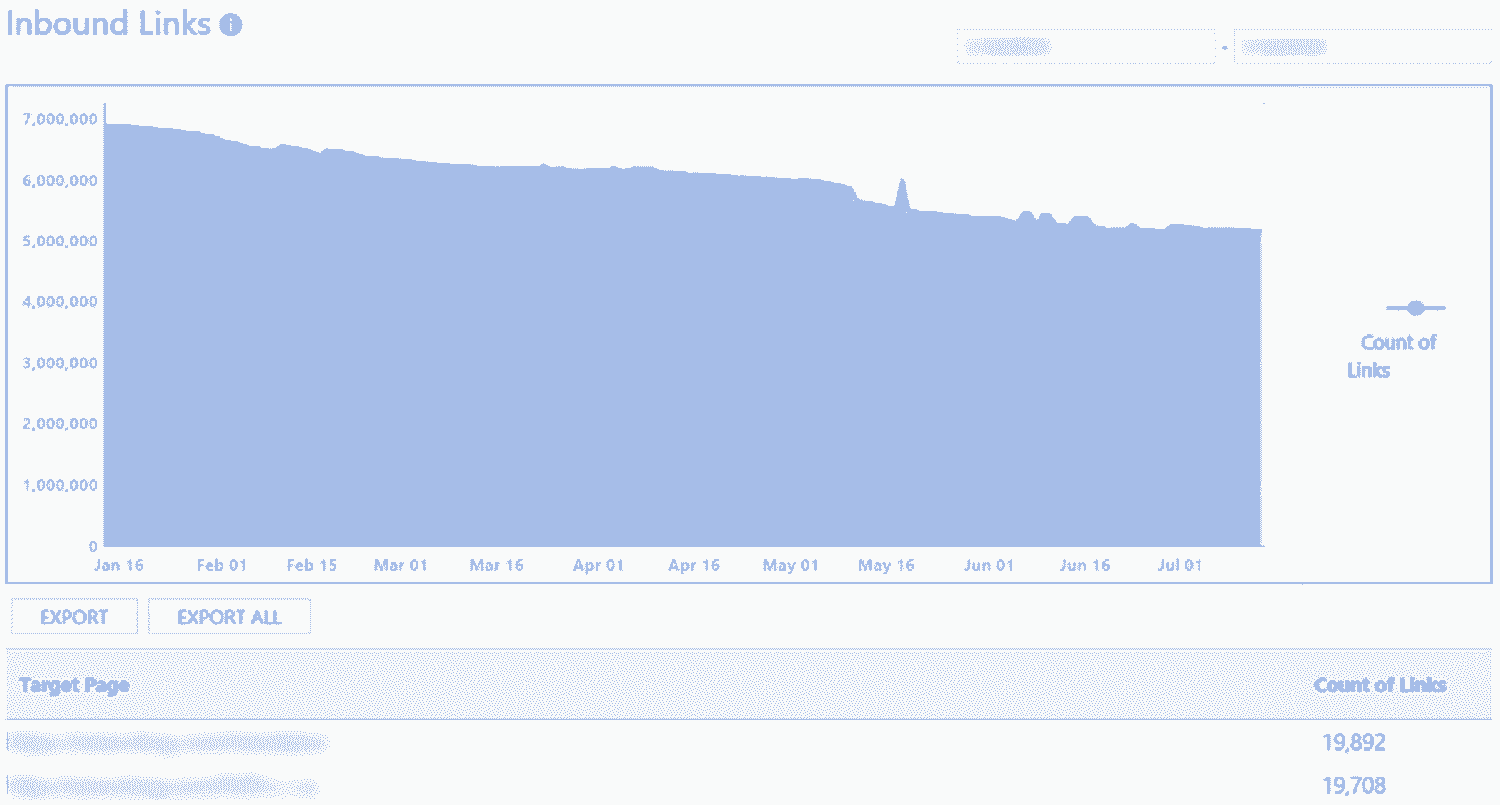 Inbound Links
-
7,000,000
6,000,000
5,000,000
4,000,000
3,000,000
2,000,000
1,000,000
0
Jan 16 Feb 01 Feb 15 Mar 01 Mar 16 Apr 01 Apr 16 May 01 May 16 Jun 01 Jun 16 Jul 01
Count of
Links
EXPORT EXPORT ALL
Target Page Count of Links
19,892
19,708